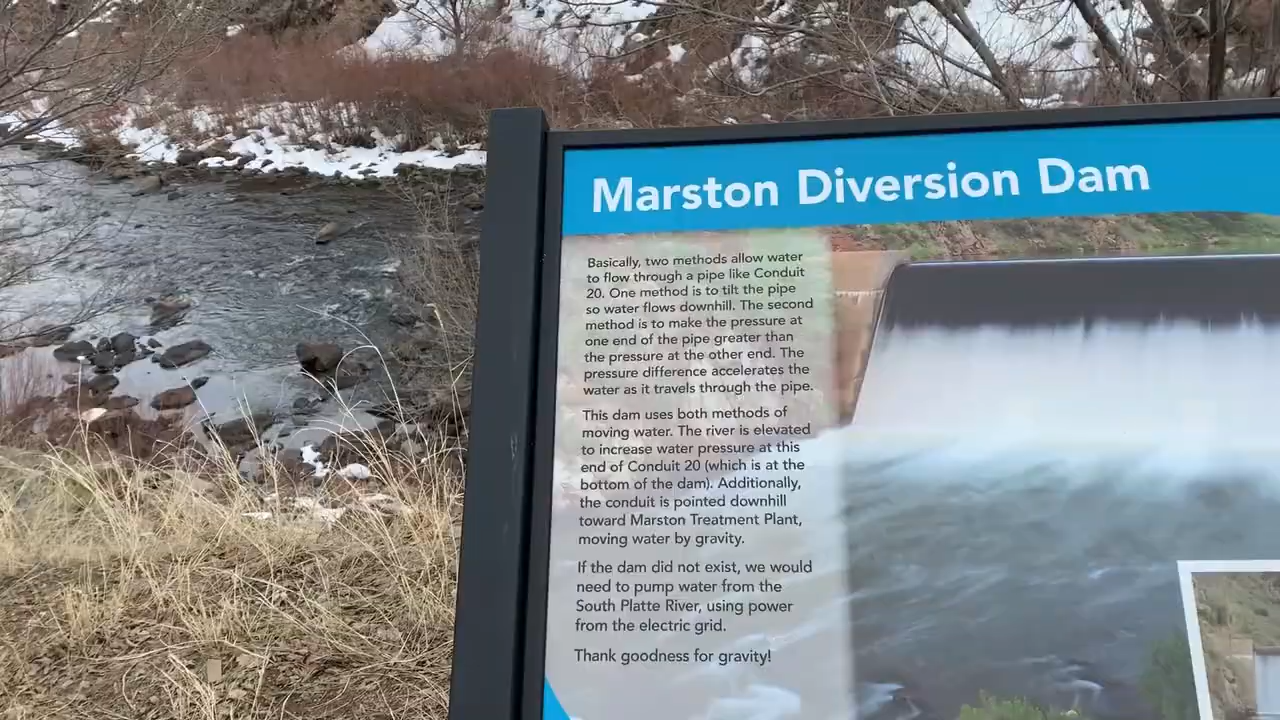 Marston Diversion Dam
Basically, two methods allow water
to flow through a pipe like Conduit
20. One method is to tilt the pipe
so water flows downhill. The second
method is to make the pressure at
one end of the pipe greater than
the pressure at the other end. The
pressure difference accelerates the
water as it travels through the pipe.
This dam uses both methods of
moving water. The river is elevated
to increase water pressure at this
end of Conduit 20 (which is at the
bottom of the dam). Additionally,
the conduit is pointed downhill
toward Marston Treatment Plant,
moving water by gravity.
If the dam did not exist, we would
need to pump water from the
South Platte River, using power
from the electric grid.
Thank goodness for gravity!